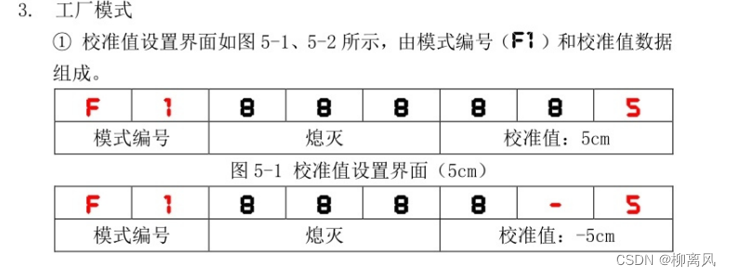 3. 工厂模式
① 校准值设置界面如图 5-1、5-2 所示，由模式编号（F1）和校准值数据
组成。
F 1 8 8 8 8 8 5
模式编号 熄灭 校准值：5cm
图 5-1 校准值设置界面（5cm）
F 1 8 8 8 8 - 5
模式编号 熄灭 校准值：-5cm
CSDN @柳离风